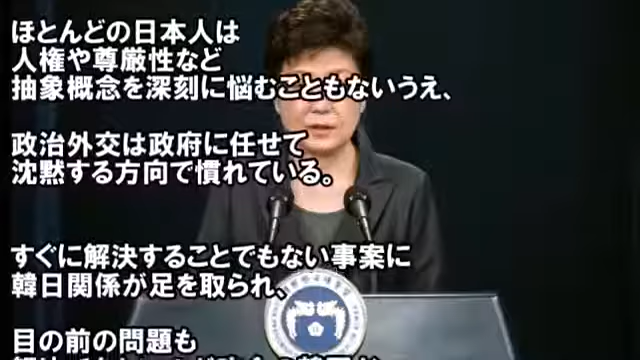 ほとんどの日本人は
人権や尊厳性など
抽象概念を深刻に悩むこともないうえ、
政治外交は政府に任せて
沈黙する方向で慣れている。
すぐに解決することでもない事案に
韓日関係が足を取られ、
目の前の問題も